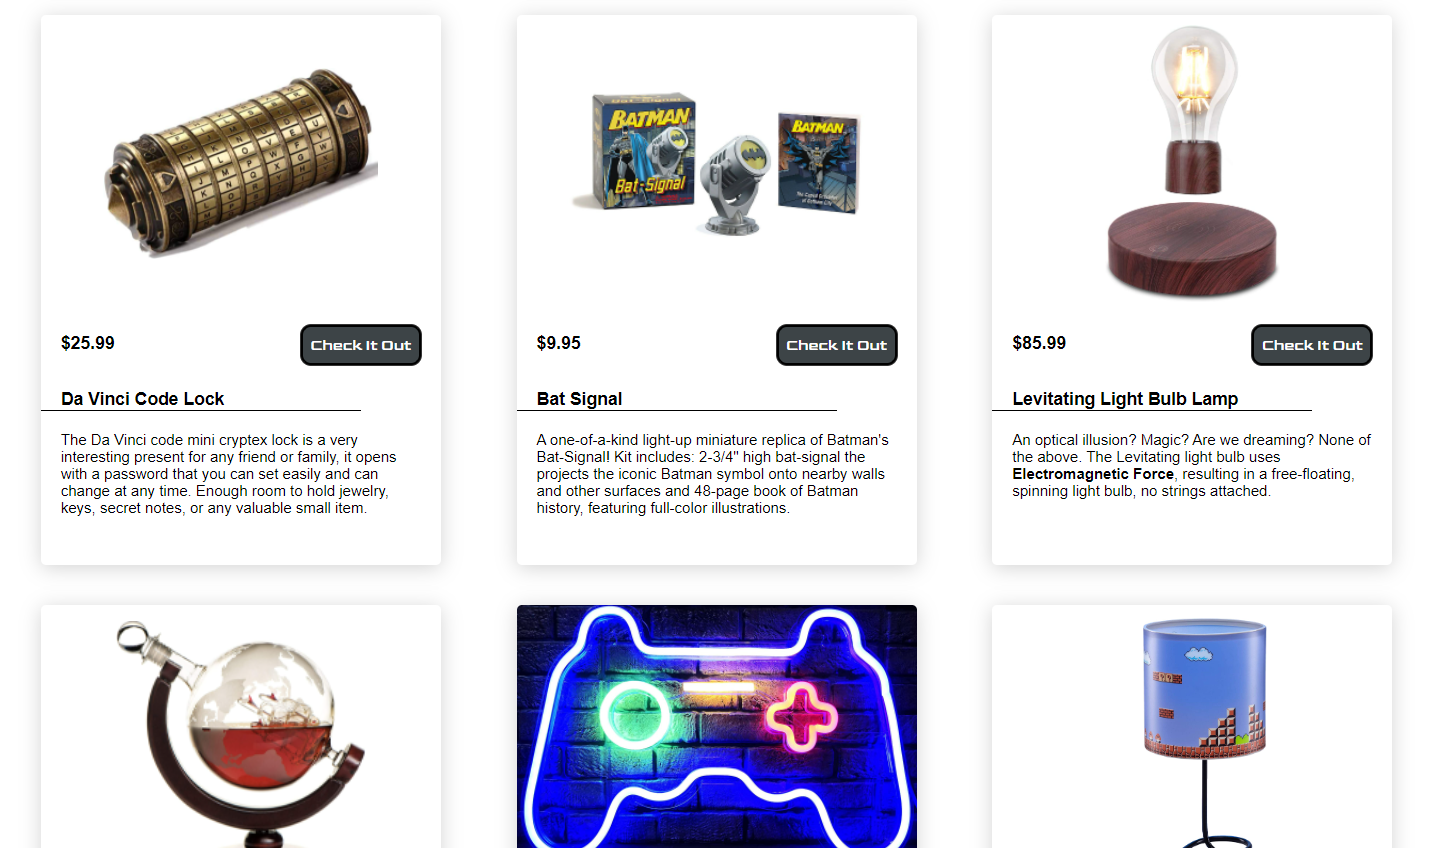 BATMAN
Bat-Signal
BATMAN
$25.99
Check It Out
$9.95
Check It Out
$85.99
Check It Out
Da Vinci Code Lock
Bat Signal
Levitating Light Bulb Lamp
The Da Vinci code mini cryptex lock is a very
interesting present for any friend or family, it opens
with a password that you can set easily and can
change at any time. Enough room to hold jewelry,
keys, secret notes, or any valuable small item.
A one-of-a-kind light-up miniature replica of Batman's
Bat-Signal! Kit includes: 2-3/4" high bat-signal the
projects the iconic Batman symbol onto nearby walls
and other surfaces and 48-page book of Batman
history, featuring full-color illustrations.
An optical illusion? Magic? Are we dreaming? None of
the above. The Levitating light bulb uses
Electromagnetic Force, resulting in a free-floating,
spinning light bulb, no strings attached.